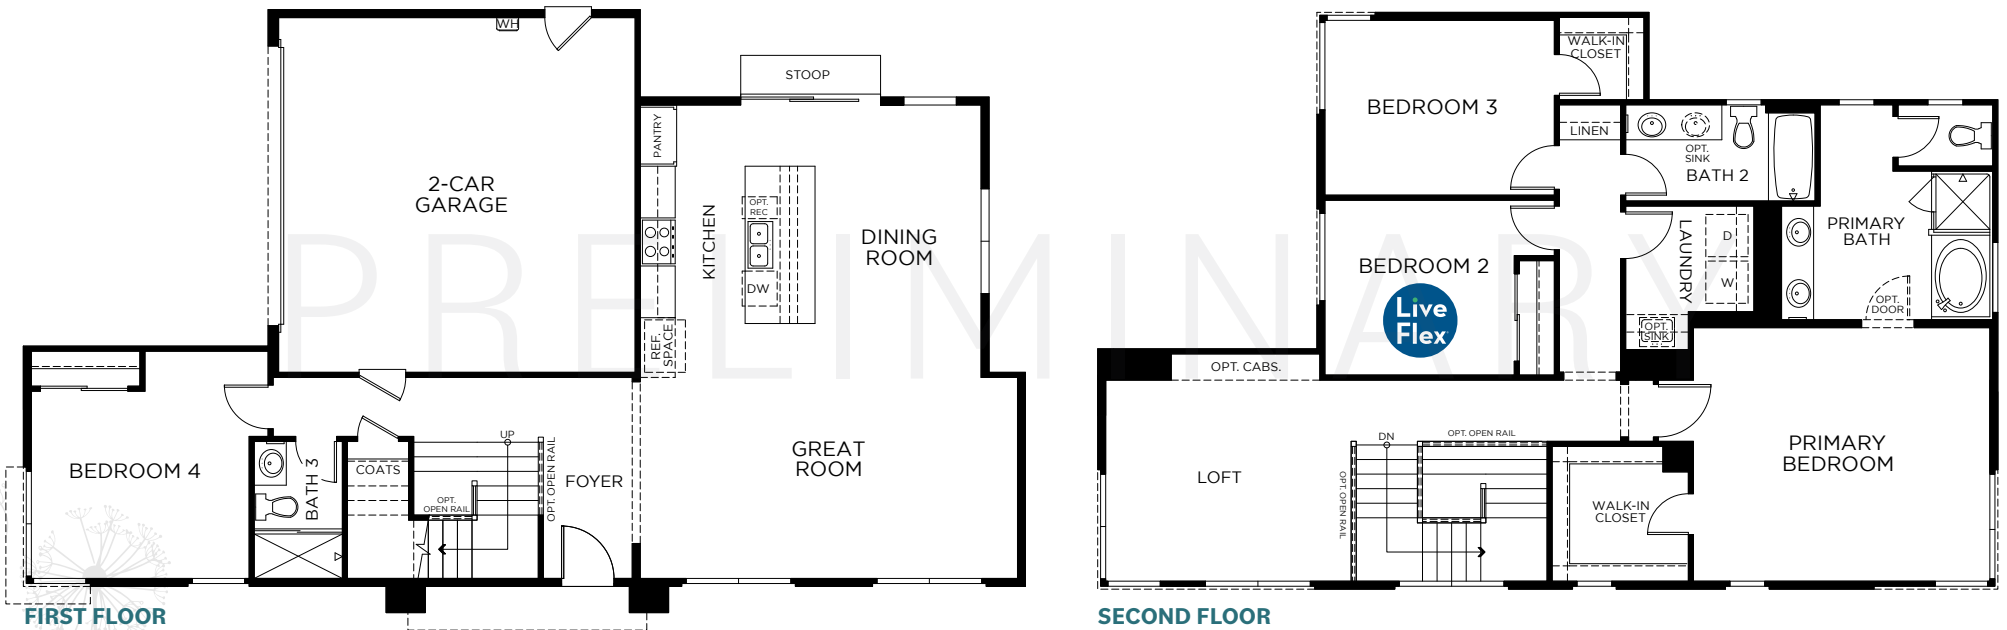 WH
STOOP
PANTRY
2-CAR
GARAGE
KITCHEN
OPT.
REC
DW
DINING
ROOM
REF.
SPACE
BEDROOM 4
BATH 3
COATS
UP
OPT.
OPEN RAIL
OPT. OPEN RAIL
FOYER
GREAT
ROOM
FIRST FLOOR
PRELIMINARY
WALK-IN
CLOSET
BEDROOM 3
LINEN
OPT.
SINK
BATH 2
PRIMARY
BATH
LAUNDRY
D
W
OPT.
SINK
OPT.
DOOR
BEDROOM 2
Live
Flex
OPT. CABS.
LOFT
DN
OPT. OPEN RAIL
OPT. OPEN RAIL
WALK-IN
CLOSET
PRIMARY
BEDROOM
SECOND FLOOR